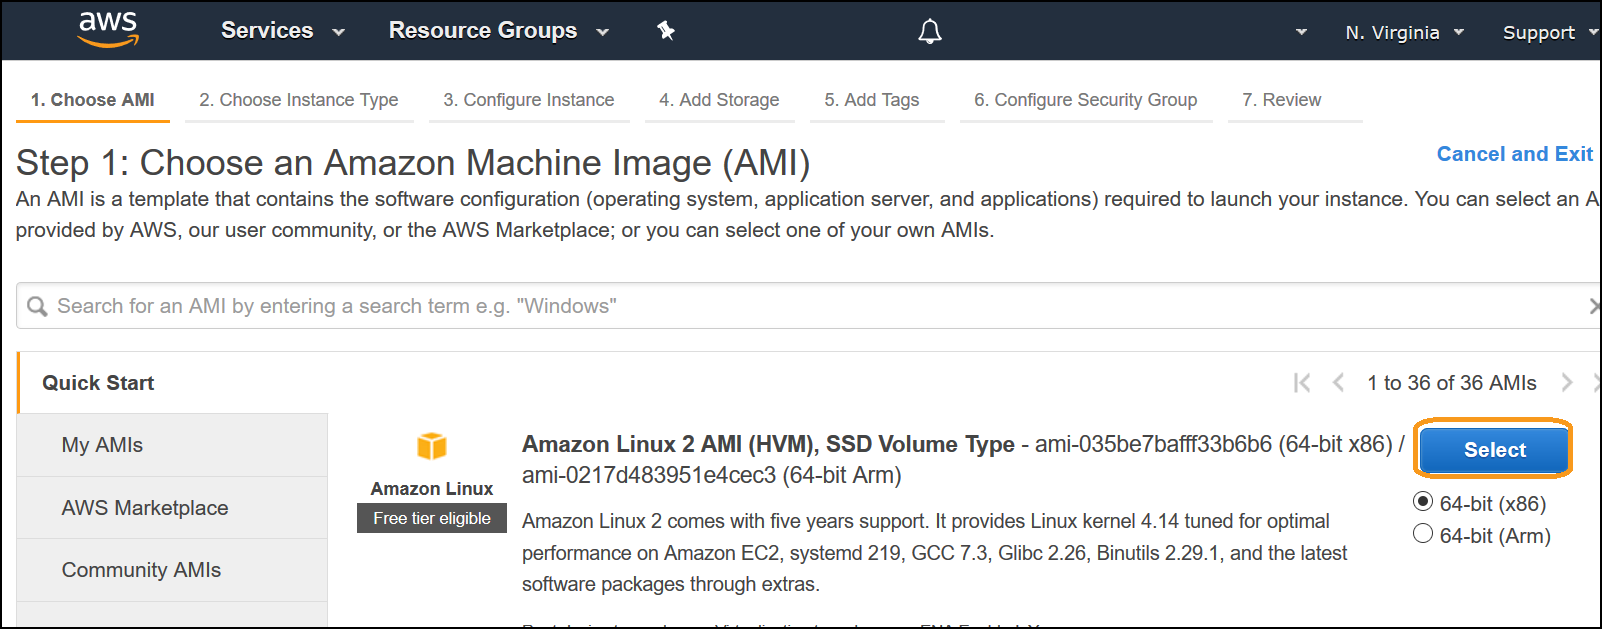 aws Services Resource Groups N. Virginia Support
1. Choose AMI 2. Choose Instance Type 3. Configure Instance 4. Add Storage 5. Add Tags 6. Configure Security Group 7. Review
Step 1: Choose an Amazon Machine Image (AMI)
Cancel and Exit
An AMI is a template that contains the software configuration (operating system, application server, and applications) required to launch your instance. You can select an A
provided by AWS, our user community, or the AWS Marketplace; or you can select one of your own AMIs.
Search for an AMI by entering a search term e.g. "Windows"
Quick Start
1 to 36 of 36 AMIs
My AMIs
AWS Marketplace
Community AMIs
Amazon Linux
Free tier eligible
Amazon Linux 2 AMI (HVM), SSD Volume Type - ami-035be7bafff33b6b6 (64-bit x86) /
ami-0217d483951e4cec3 (64-bit Arm)
Amazon Linux 2 comes with five years support. It provides Linux kernel 4.14 tuned for optimal
performance on Amazon EC2, systemd 219, GCC 7.3, Glibc 2.26, Binutils 2.29.1, and the latest
software packages through extras.
Select
64-bit (x86)
64-bit (Arm)